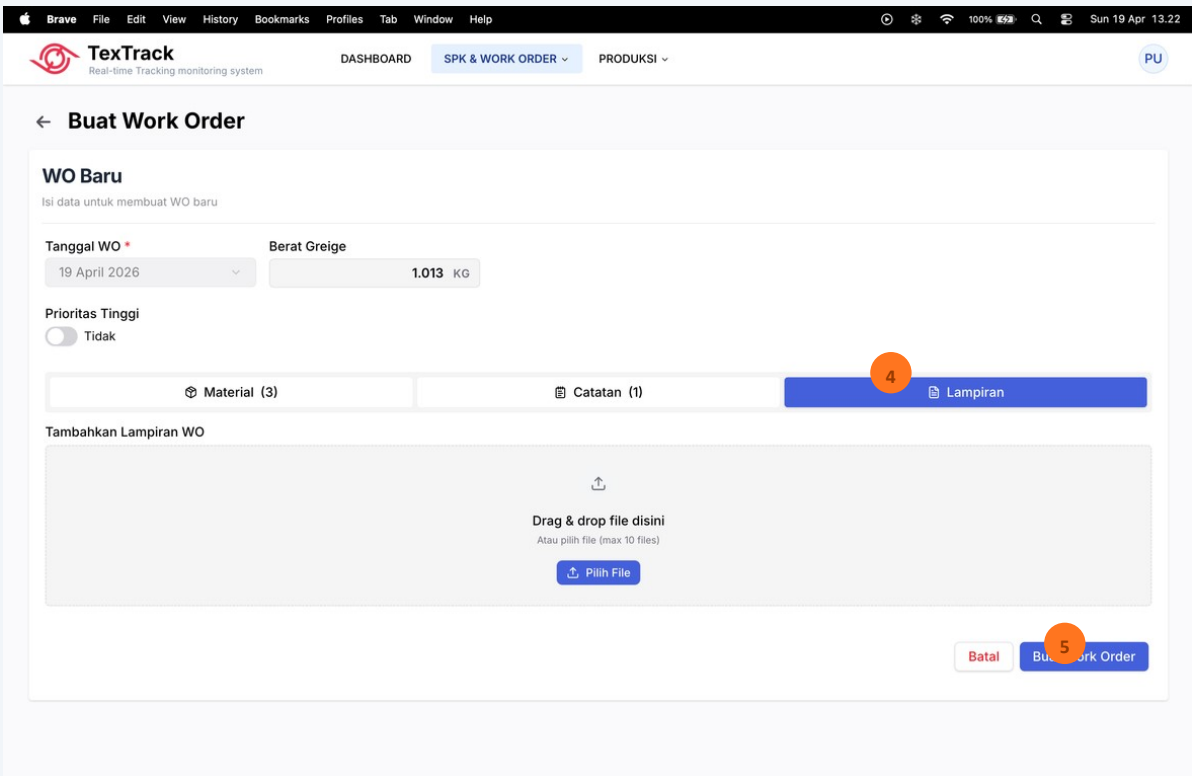 Brave File Edit View History Bookmarks Profiles Tab Window Help 100% Sun 19 Apr 13.22
TexTrack
Real-time Tracking monitoring system
DASHBOARD SPK & WORK ORDER PRODUKSI PU
Buat Work Order
WO Baru
Isi data untuk membuat WO baru
Tanggal WO * Berat Greige
19 April 2026 1.013 KG
Prioritas Tinggi
Tidak
4
Material (3) Catatan (1) Lampiran
Tambahkan Lampiran WO
Drag & drop file disini
Atau pilih file (max 10 files)
Pilih File
5
Batal Buat Work Order